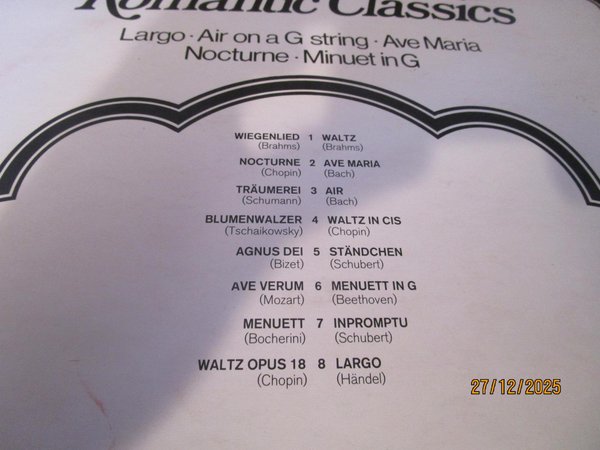 Romantic Classics
Largo · Air on a G string · Ave Maria
Nocturne · Minuet in G
WIEGENLIED 1 WALTZ
(Brahms) (Brahms)
NOCTURNE 2 AVE MARIA
(Chopin) (Bach)
TRÄUMEREI 3 AIR
(Schumann) (Bach)
BLUMENWALZER 4 WALTZ IN CIS
(Tschaikowsky) (Chopin)
AGNUS DEI 5 STÄNDCHEN
(Bizet) (Schubert)
AVE VERUM 6 MENUETT IN G
(Mozart) (Beethoven)
MENUETT 7 INPROMPTU
(Bocherini) (Schubert)
WALTZ OPUS 18 8 LARGO
(Chopin) (Händel)
27/12/2025